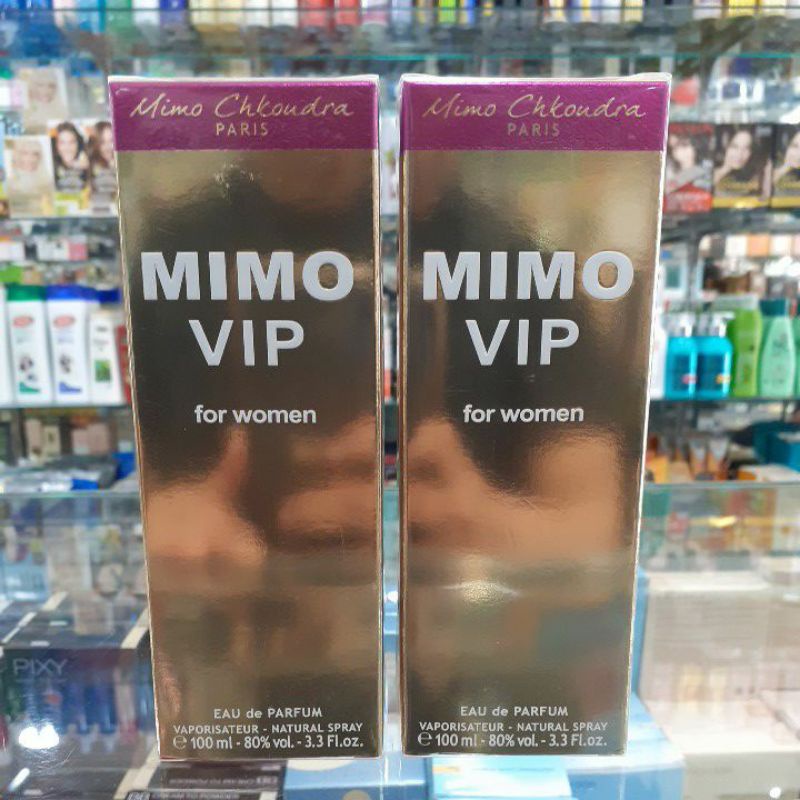 Mimo Chkoudra
PARIS
MIMO
VIP
for women
EAU de PARFUM
VAPORISATEUR - NATURAL SPRAY
℮ 100 ml - 80% vol. - 3.3 Fl.oz.
Mimo Chkoudra
PARIS
MIMO
VIP
for women
EAU de PARFUM
VAPORISATEUR - NATURAL SPRAY
℮ 100 ml - 80% vol. - 3.3 Fl.oz.
PIXY